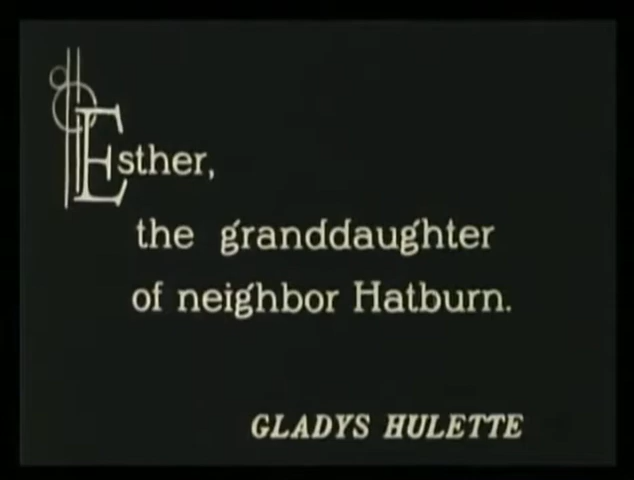 Esther,
the granddaughter
of neighbor Hatburn.
GLADYS HULETTE